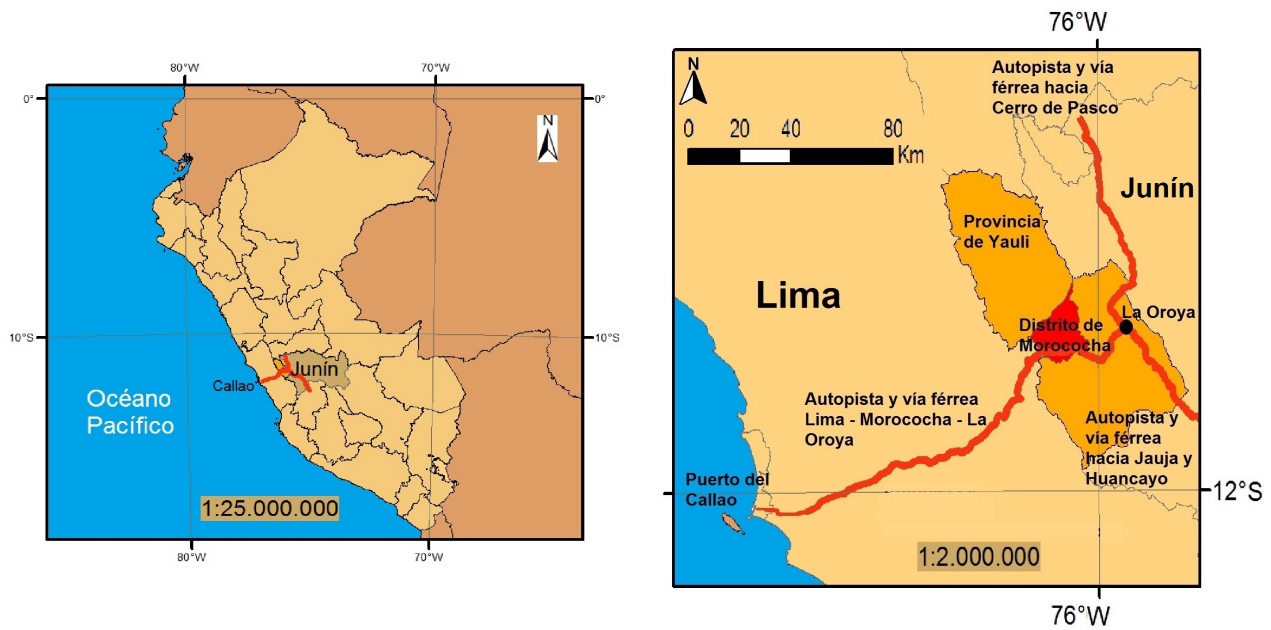 80°W
70°W
0°
0°
N
10°S
10°S
Junín
Callao
Océano
Pacífico
1:25.000.000
80°W
70°W
76°W
N
0 20 40 80
Km
Autopista y vía
férrea hacia
Cerro de Pasco
Junín
Provincia
de Yauli
Lima
La Oroya
Distrito de
Morococha
Autopista y vía férrea
Lima - Morococha - La
Oroya
Autopista y
vía férrea
hacia Jauja y
Huancayo
Puerto del
Callao
12°S
1:2.000.000
76°W